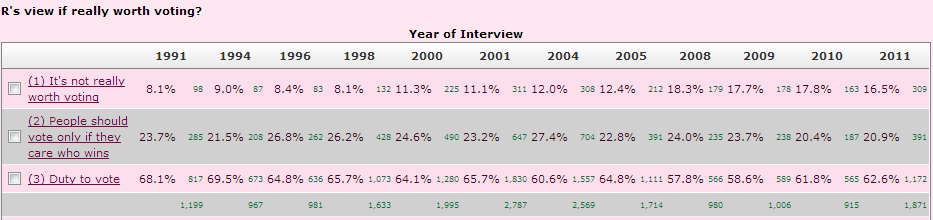 R's view if really worth voting?
Year of Interview
1991 1994 1996 1998 2000 2001 2004 2005 2008 2009 2010 2011
(1) It's not really worth voting 8.1% 98 9.0% 87 8.4% 83 8.1% 132 11.3% 225 11.1% 311 12.0% 308 12.4% 212 18.3% 179 17.7% 178 17.8% 163 16.5% 309
(2) People should vote only if they care who wins 23.7% 285 21.5% 208 26.8% 262 26.2% 428 24.6% 490 23.2% 647 27.4% 704 22.8% 391 24.0% 235 23.7% 238 20.4% 187 20.9% 391
(3) Duty to vote 68.1% 817 69.5% 673 64.8% 636 65.7% 1,073 64.1% 1,280 65.7% 1,830 60.6% 1,557 64.8% 1,111 57.8% 566 58.6% 589 61.8% 565 62.6% 1,172
1,199 967 981 1,633 1,995 2,787 2,569 1,714 980 1,006 915 1,871